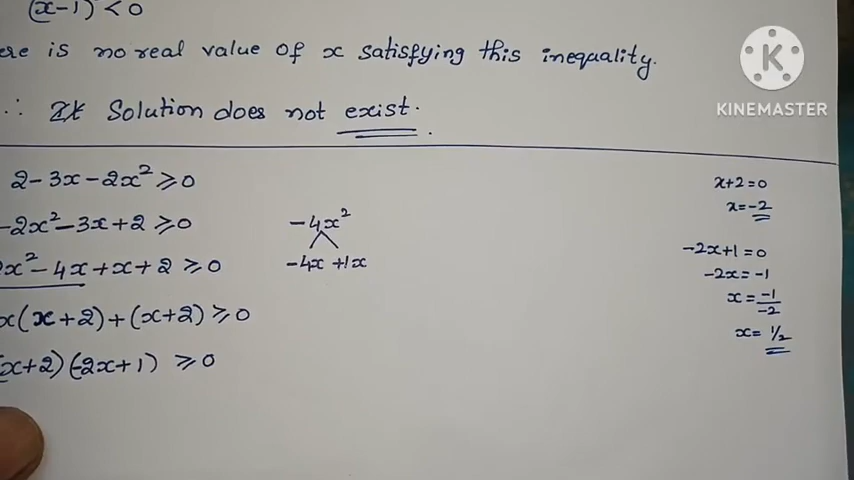 (x-1) < 0
ere is no real value of x satisfying this inequality.
∴ Solution does not exist.
2-3x-2x² ≥0
-2x²-3x+2 ≥0
2x²-4x+x+2 ≥0
x(x+2)+(x+2) ≥0
(x+2)(-2x+1) ≥0
-4x²
-4x +1x
x+2=0
x=-2
-2x+1=0
-2x=-1
x=-1/-2
x=1/2
KINEMASTER